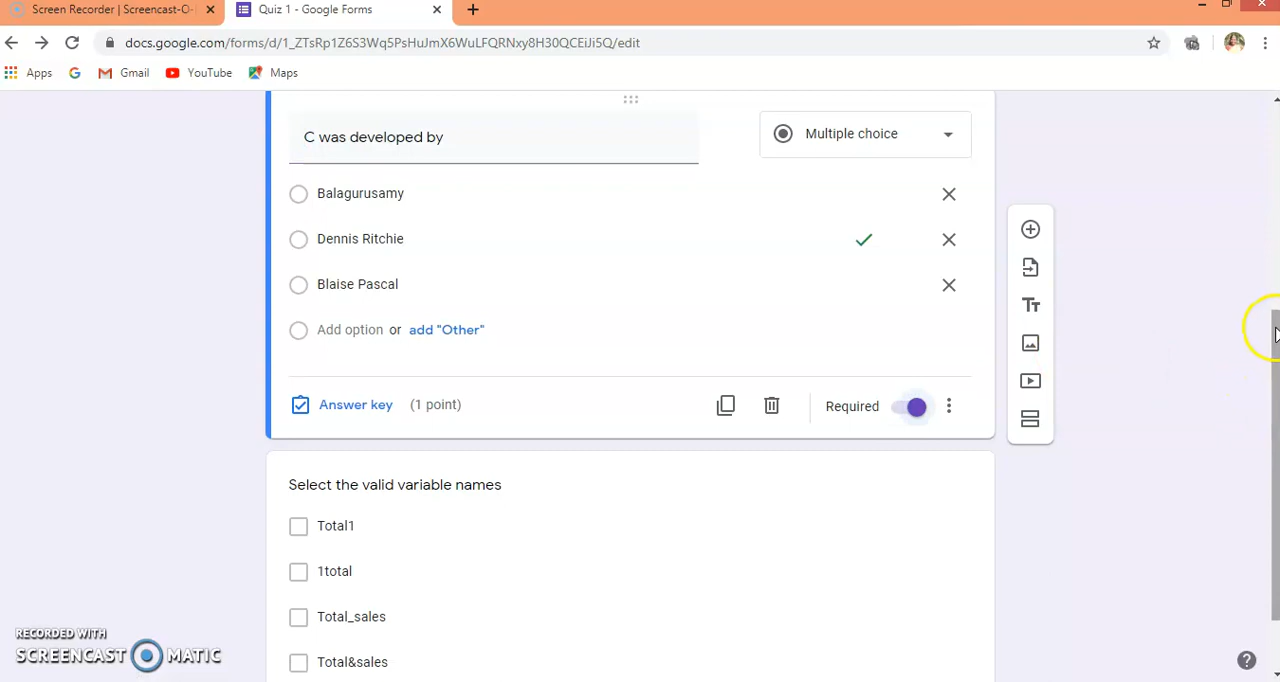 Screen Recorder | Screencast-O-
Quiz 1 - Google Forms
docs.google.com/forms/d/1_ZTsRp1Z6S3Wq5PsHuJmX6WuLFQRNxy8H30QCEiJi5Q/edit
Apps
Gmail
YouTube
Maps
C was developed by
Multiple choice
Balagurusamy
Dennis Ritchie
Blaise Pascal
Add option or add "Other"
Answer key (1 point)
Required
Select the valid variable names
Total1
1total
Total_sales
Total&sales
RECORDED WITH
SCREENCAST MATIC